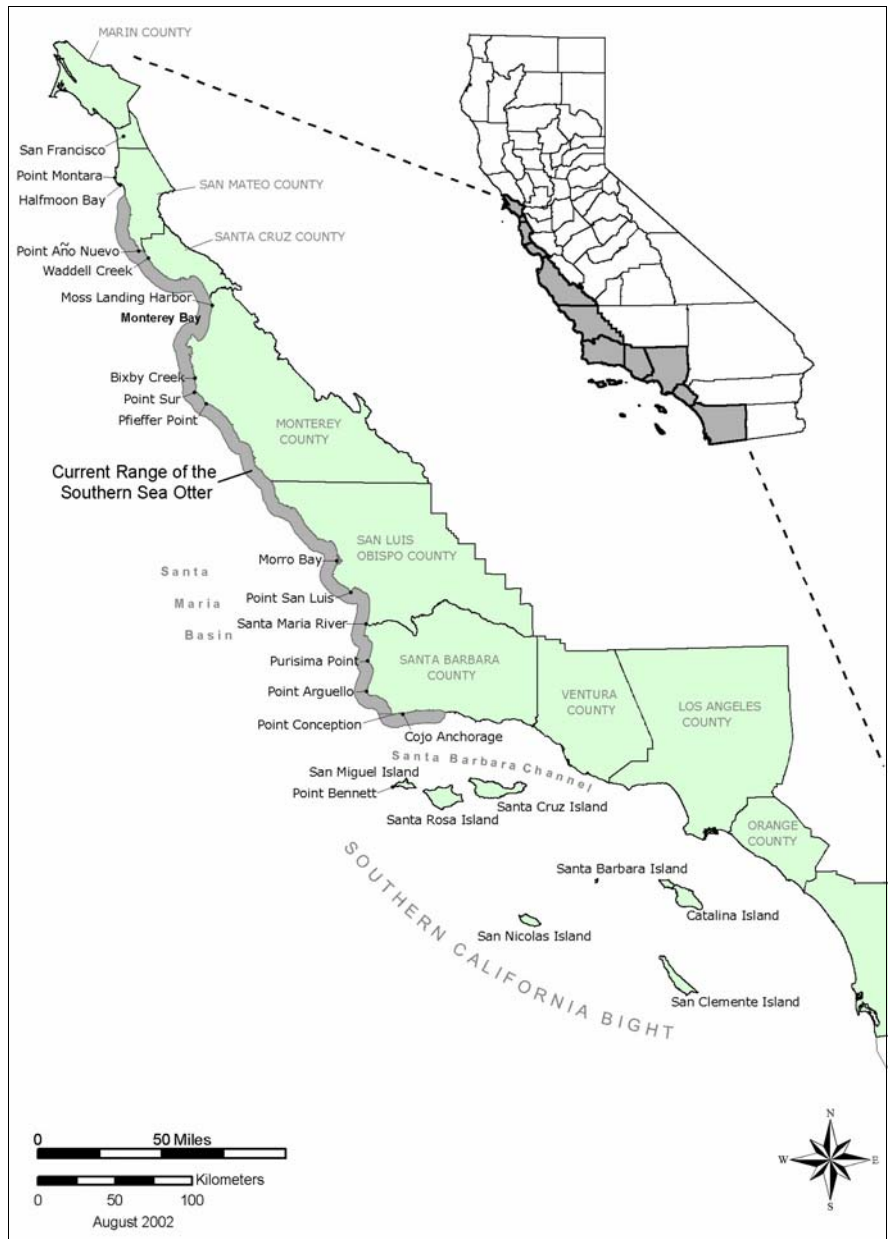 MARIN COUNTY
San Francisco
Point Montara
Halfmoon Bay
SAN MATEO COUNTY
SANTA CRUZ COUNTY
Point Año Nuevo
Waddell Creek
Moss Landing Harbor
Monterey Bay
Bixby Creek
Point Sur
Pfieffer Point
MONTEREY
COUNTY
Current Range of the
Southern Sea Otter
SAN LUIS
OBISPO COUNTY
Morro Bay
Santa
Maria
Basin
Point San Luis
Santa Maria River
Purisima Point
SANTA BARBARA
COUNTY
Point Arguello
VENTURA
COUNTY
LOS ANGELES
COUNTY
Point Conception
Cojo Anchorage
Santa Barbara Channel
San Miguel Island
Point Bennett
Santa Rosa Island
Santa Cruz Island
ORANGE
COUNTY
SOUTHERN CALIFORNIA BIGHT
Santa Barbara Island
Catalina Island
San Nicolas Island
San Clemente Island
0 50 Miles
Kilometers
0 50 100
August 2002
N
W E
S